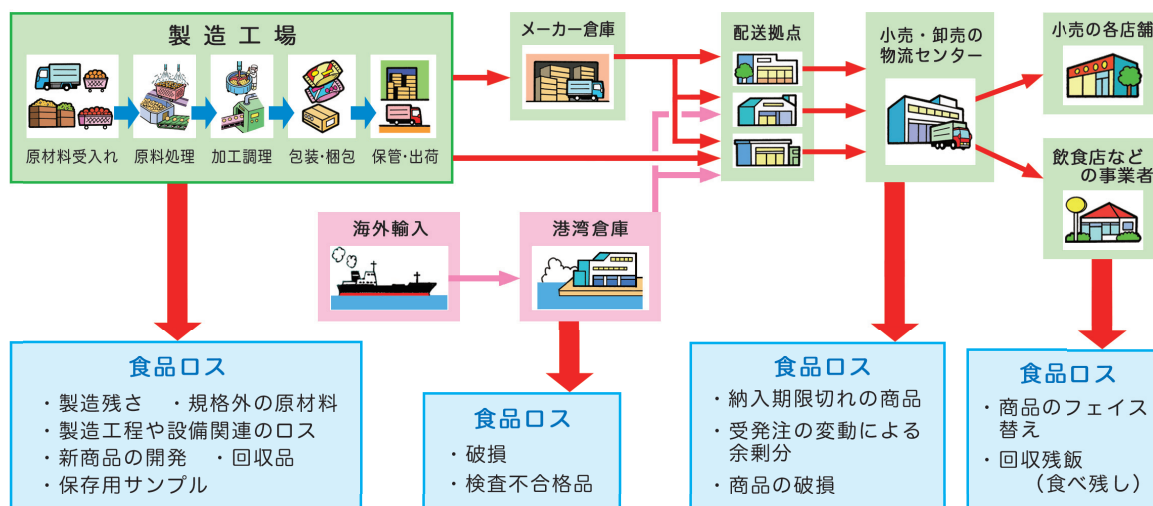 製造工場
原材料受入れ
原料処理
加工調理
包装・梱包
保管・出荷
メーカー倉庫
配送拠点
小売・卸売の
物流センター
小売の各店舗
飲食店など
の事業者
海外輸入
港湾倉庫
食品ロス
・製造残さ ・規格外の原材料
・製造工程や設備関連のロス
・新商品の開発 ・回収品
・保存用サンプル
食品ロス
・破損
・検査不合格品
食品ロス
・納入期限切れの商品
・受発注の変動による
余剰分
・商品の破損
食品ロス
・商品のフェイス
替え
・回収残飯
（食べ残し）